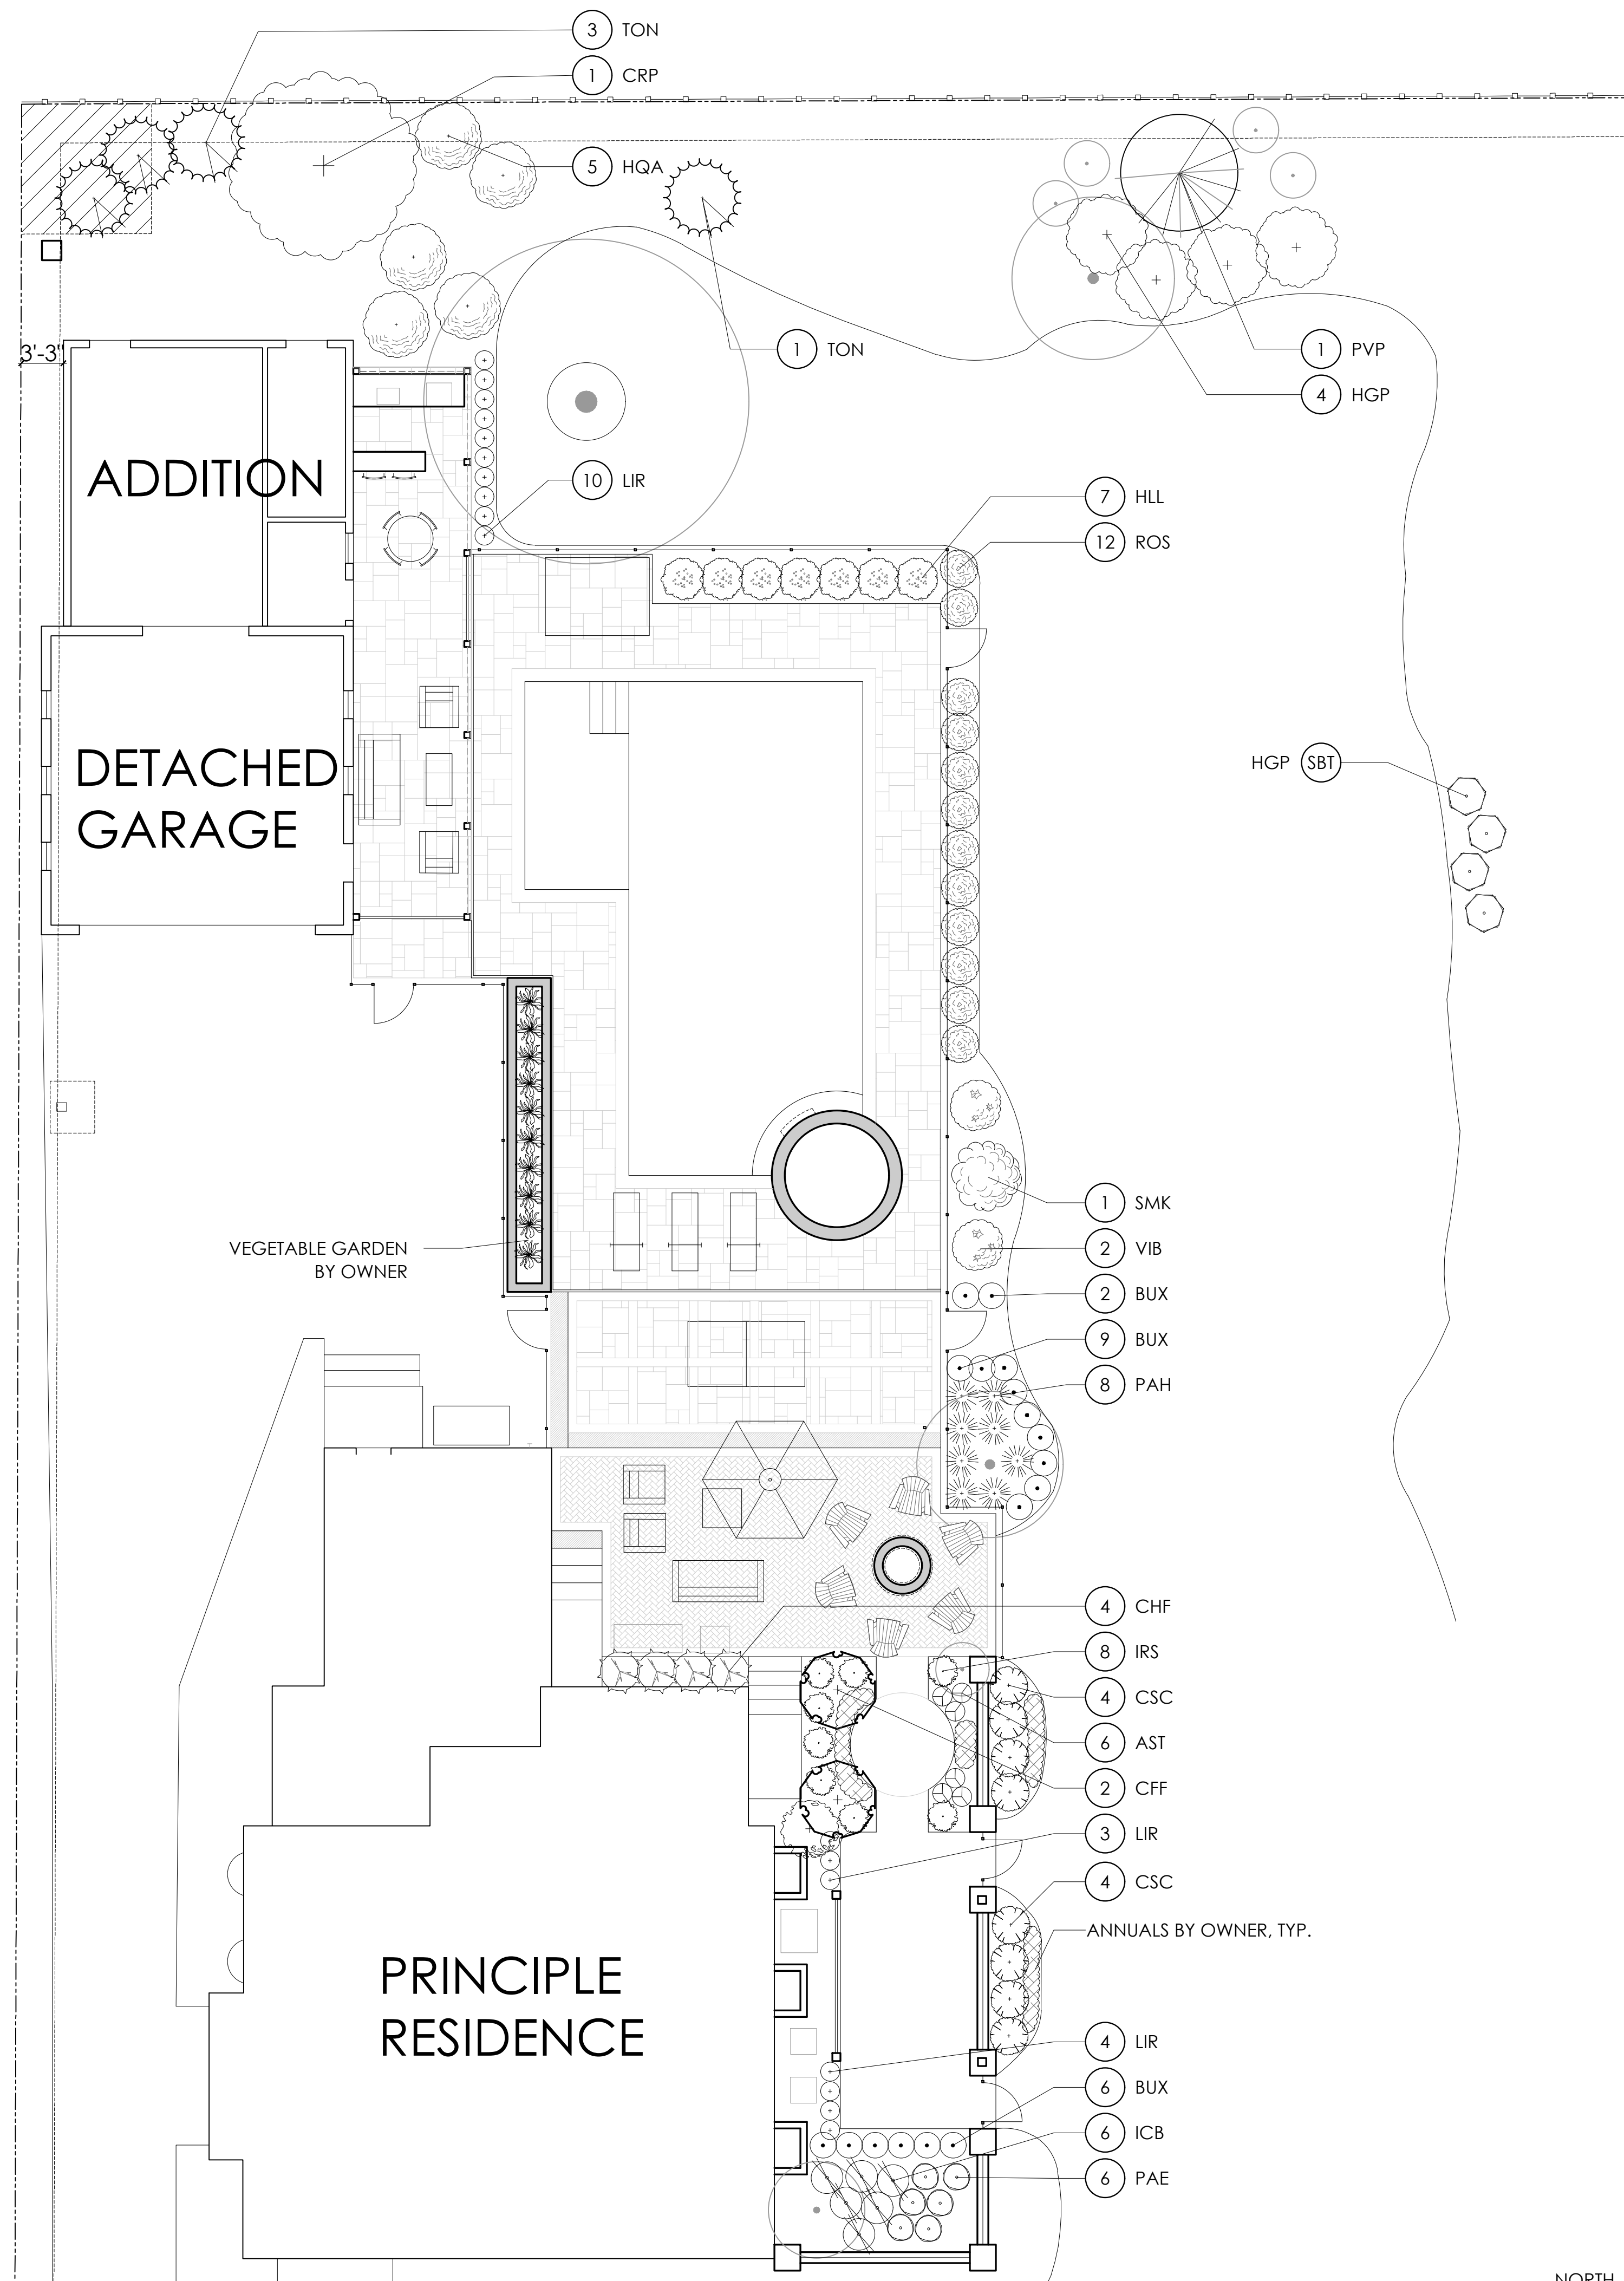 3 TON
1 CRP
5 HQA
1 TON
1 PVP
4 HGP
3'-3"
ADDITION
10 LIR
7 HLL
12 ROS
DETACHED
GARAGE
HGP SBT
1 SMK
2 VIB
VEGETABLE GARDEN
BY OWNER
2 BUX
9 BUX
8 PAH
4 CHF
8 IRS
4 CSC
6 AST
2 CFF
3 LIR
4 CSC
ANNUALS BY OWNER, TYP.
PRINCIPLE
RESIDENCE
4 LIR
6 BUX
6 ICB
6 PAE
NORTH